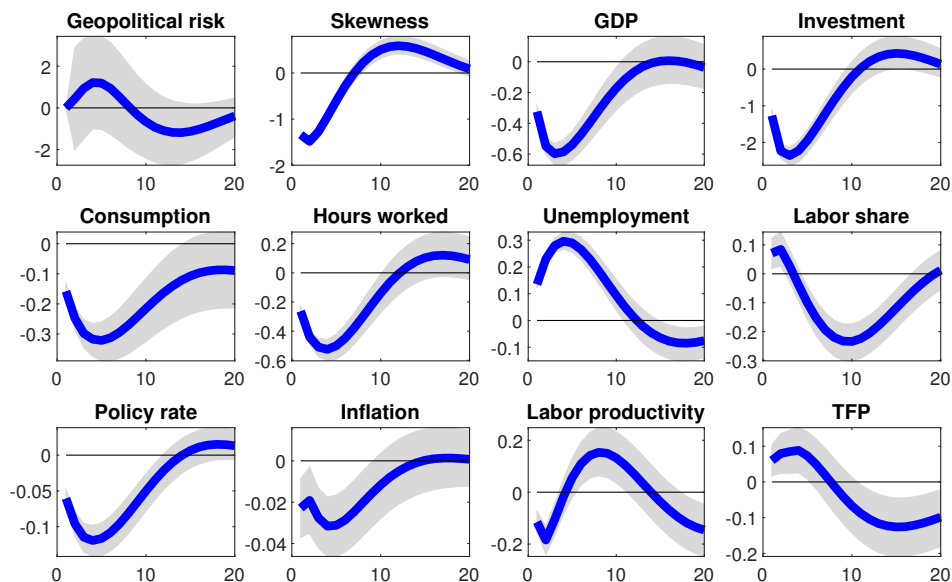 Geopolitical risk
2
0
-2
0 10 20
Skewness
0
-1
-2
0 10 20
GDP
0
-0.2
-0.4
-0.6
0 10 20
Investment
0
-1
-2
0 10 20
Consumption
0
-0.1
-0.2
-0.3
0 10 20
Hours worked
0.2
0
-0.2
-0.4
-0.6
0 10 20
Unemployment
0.3
0.2
0.1
0
-0.1
0 10 20
Labor share
0.1
0
-0.1
-0.2
-0.3
0 10 20
Policy rate
0
-0.05
-0.1
0 10 20
Inflation
0
-0.02
-0.04
0 10 20
Labor productivity
0.2
0
-0.2
0 10 20
TFP
0.1
0
-0.1
-0.2
0 10 20